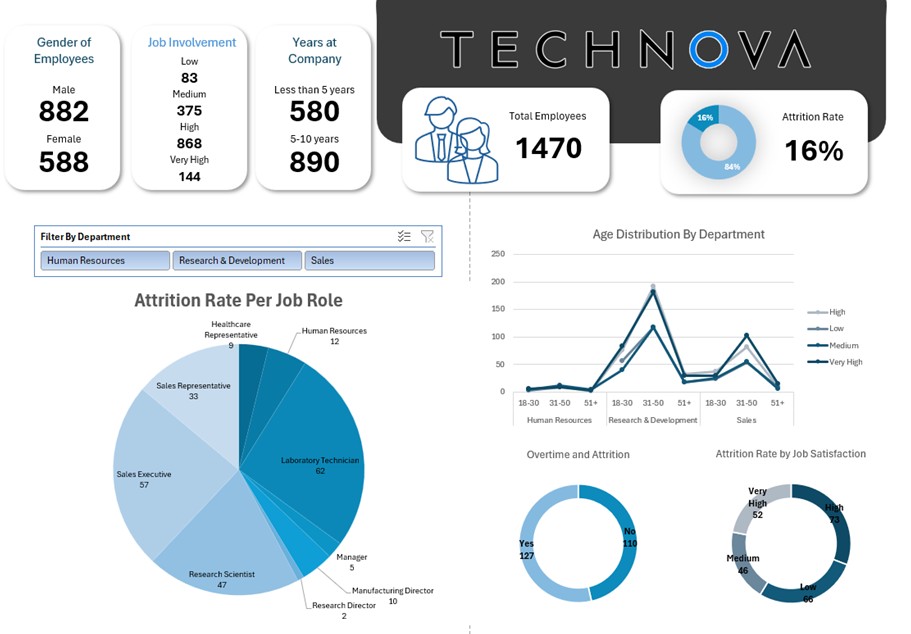 Gender of
Employees
Male
882
Female
588
Job Involvement
Low
83
Medium
375
High
868
Very High
144
Years at
Company
Less than 5 years
580
5-10 years
890
TECHNOVA
Total Employees
1470
16%
84%
Attrition Rate
16%
Filter By Department
Human Resources
Research & Development
Sales
Attrition Rate Per Job Role
Healthcare
Representative
9
Human Resources
12
Laboratory Technician
62
Manager
5
Manufacturing Director
10
Research Director
2
Research Scientist
47
Sales Executive
57
Sales Representative
33
Age Distribution By Department
250
200
150
100
50
0
18-30 31-50 51+ 18-30 31-50 51+ 18-30 31-50 51+
Human Resources Research & Development Sales
High
Low
Medium
Very High
Overtime and Attrition
No
110
Yes
127
Attrition Rate by Job Satisfaction
High
73
Low
66
Medium
46
Very
High
52